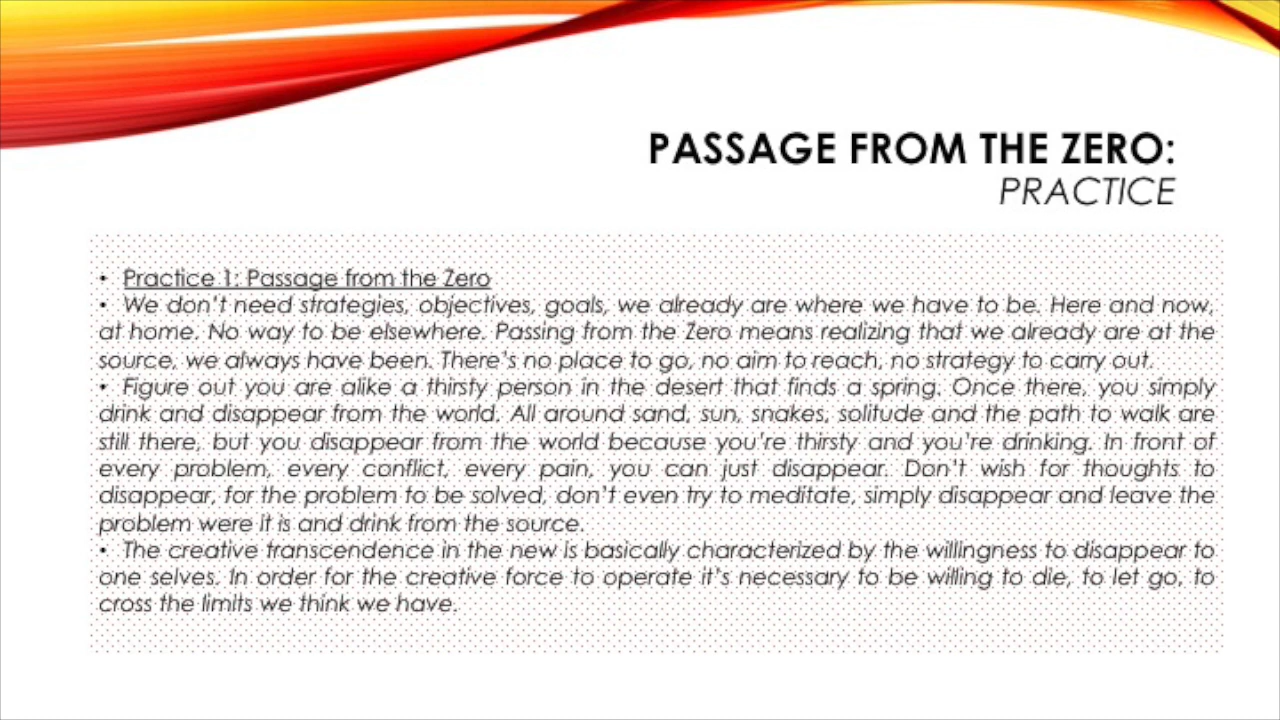 PASSAGE FROM THE ZERO:
PRACTICE
• Practice 1: Passage from the Zero
• We don't need strategies, objectives, goals, we already are where we have to be. Here and now,
at home. No way to be elsewhere. Passing from the Zero means realizing that we already are at the
source, we always have been. There's no place to go, no aim to reach, no strategy to carry out.
• Figure out you are alike a thirsty person in the desert that finds a spring. Once there, you simply
drink and disappear from the world. All around sand, sun, snakes, solitude and the path to walk are
still there, but you disappear from the world because you're thirsty and you're drinking. In front of
every problem, every conflict, every pain, you can just disappear. Don't wish for thoughts to
disappear, for the problem to be solved, don't even try to meditate, simply disappear and leave the
problem were it is and drink from the source.
• The creative transcendence in the new is basically characterized by the willingness to disappear to
one selves. In order for the creative force to operate it's necessary to be willing to die, to let go, to
cross the limits we think we have.